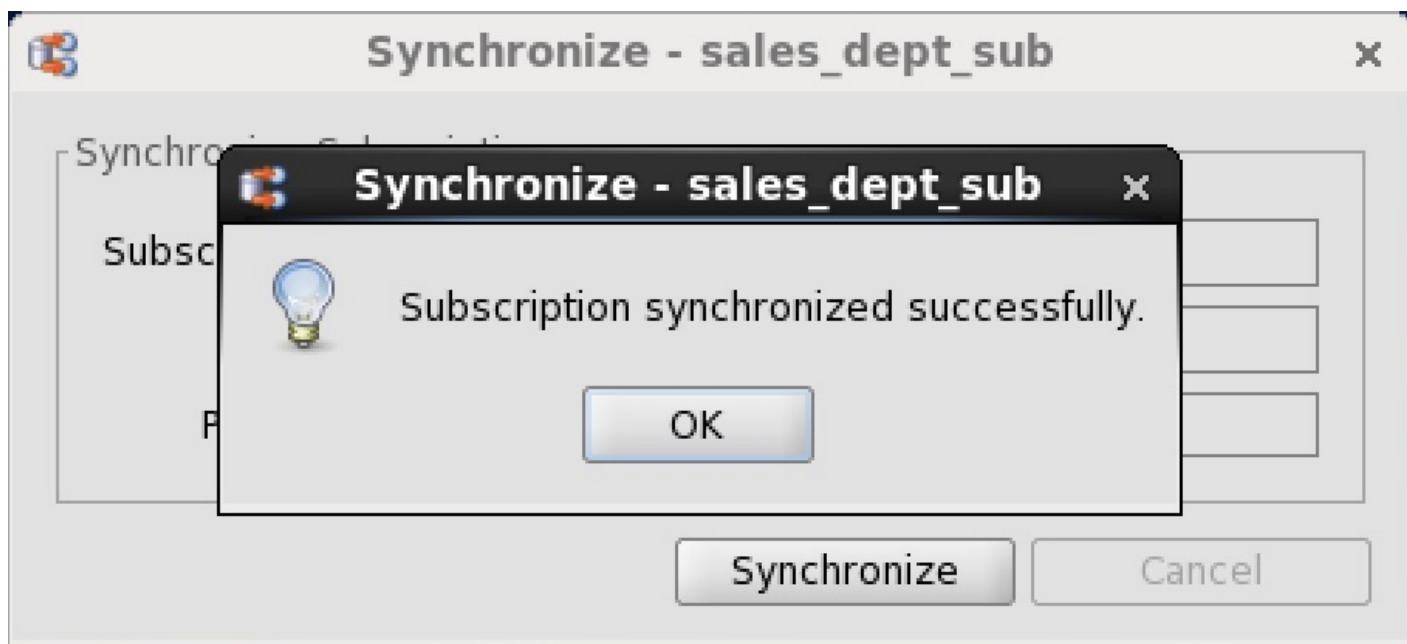 Synchronize - sales_dept_sub
Synchronize - sales_dept_sub
Subscription synchronized successfully.
OK
Synchronize
Cancel